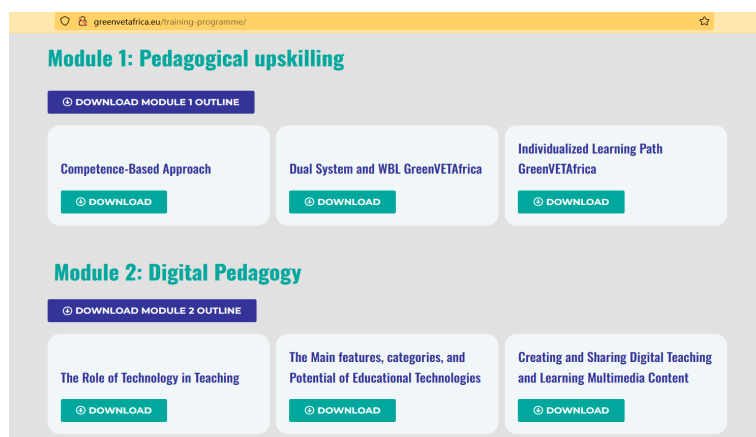 greenvetafrica.eu/training-programme/
Module 1: Pedagogical upskilling
DOWNLOAD MODULE 1 OUTLINE
Competence-Based Approach
DOWNLOAD
Dual System and WBL GreenVETAfrica
DOWNLOAD
Individualized Learning Path
GreenVETAfrica
DOWNLOAD
Module 2: Digital Pedagogy
DOWNLOAD MODULE 2 OUTLINE
The Role of Technology in Teaching
DOWNLOAD
The Main features, categories, and
Potential of Educational Technologies
DOWNLOAD
Creating and Sharing Digital Teaching
and Learning Multimedia Content
DOWNLOAD